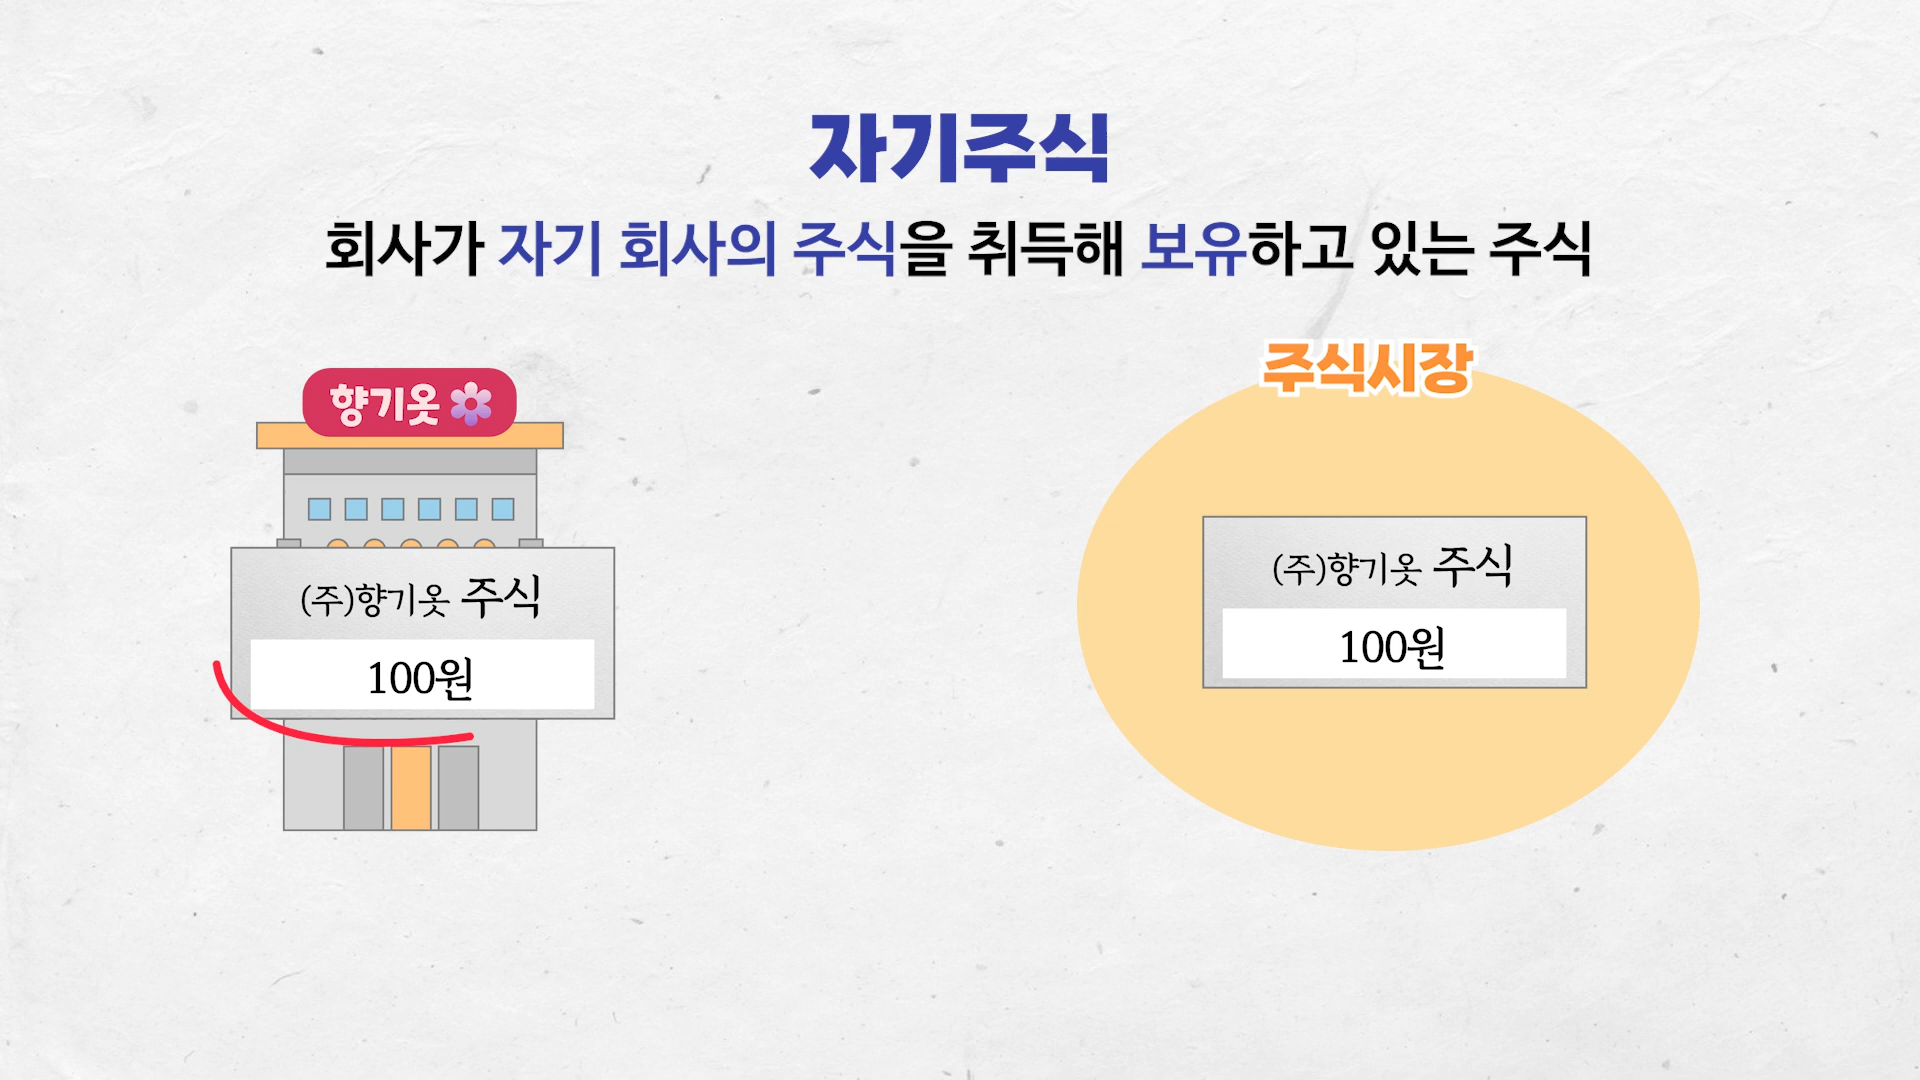 자기주식
회사가 자기 회사의 주식을 취득해 보유하고 있는 주식
향기옷
(주)향기옷 주식
100원
주식시장
(주)향기옷 주식
100원